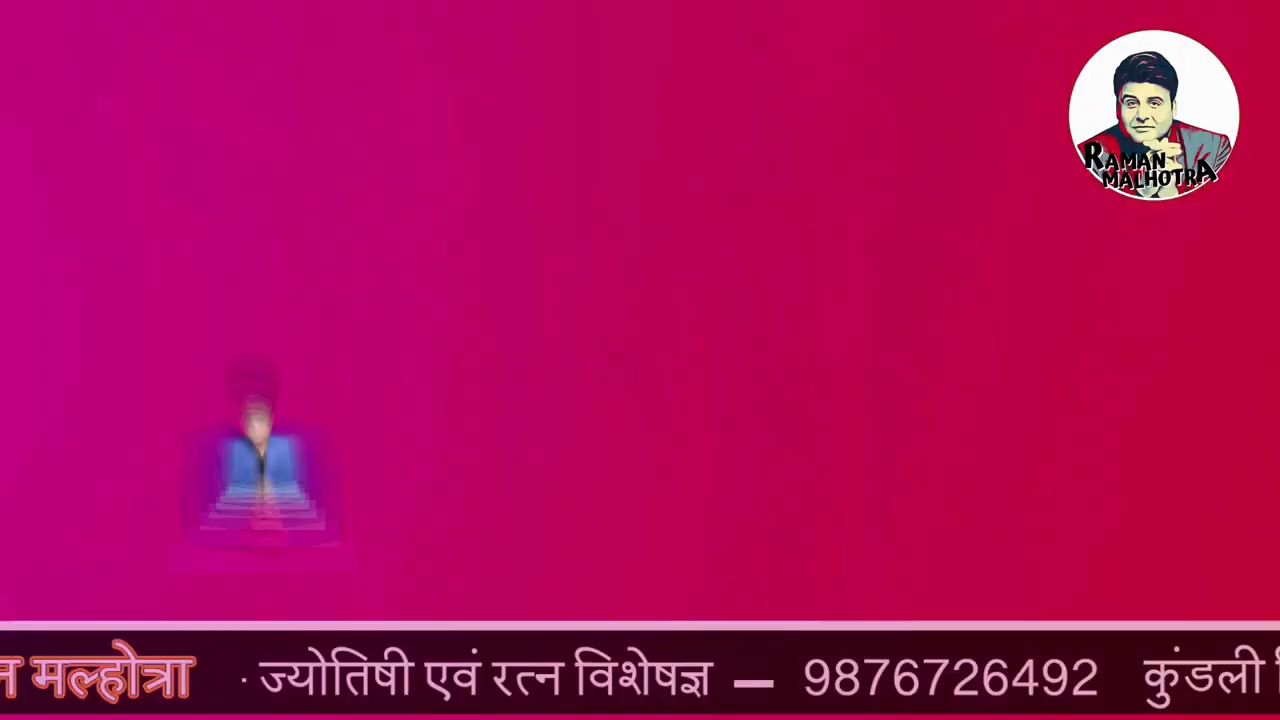 RAMAN
MALHOTRA
मल्होत्रा · ज्योतिषी एवं रत्न विशेषज्ञ – 9876726492 कुंडली